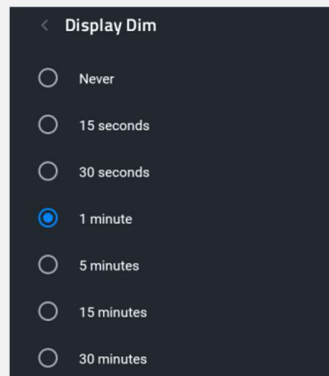 Display Dim
Never
15 seconds
30 seconds
1 minute
5 minutes
15 minutes
30 minutes